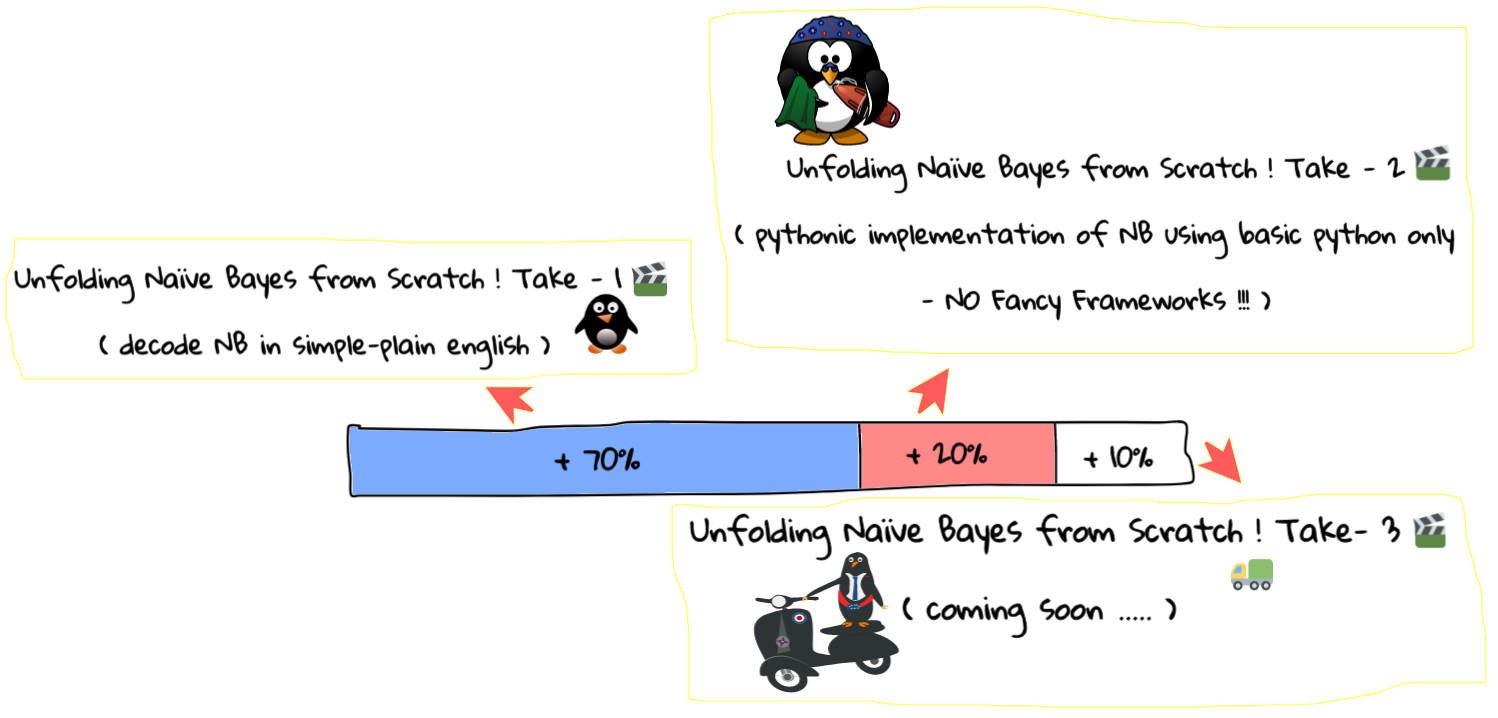 Unfolding Naïve Bayes from Scratch ! Take - 1
( decode NB in simple-plain english )
Unfolding Naïve Bayes from Scratch ! Take - 2
( pythonic implementation of NB using basic python only
- NO Fancy Frameworks !!! )
+ 70%
+ 20%
+ 10%
Unfolding Naïve Bayes from Scratch ! Take- 3
( coming soon ..... )